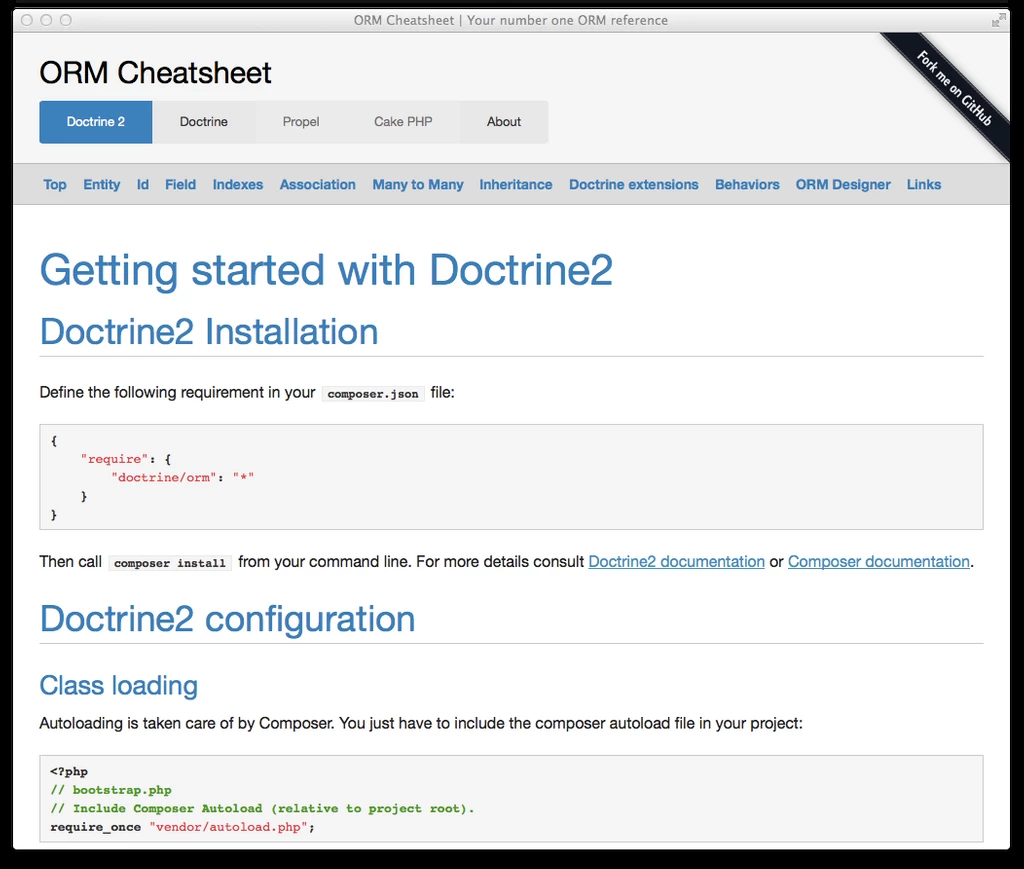 ORM Cheatsheet | Your number one ORM reference
Fork me on GitHub
ORM Cheatsheet
Doctrine 2 Doctrine Propel Cake PHP About
Top Entity Id Field Indexes Association Many to Many Inheritance Doctrine extensions Behaviors ORM Designer Links
Getting started with Doctrine2
Doctrine2 Installation
Define the following requirement in your composer.json file:
{
    "require": {
        "doctrine/orm": "*"
    }
}
Then call composer install from your command line. For more details consult Doctrine2 documentation or Composer documentation.
Doctrine2 configuration
Class loading
Autoloading is taken care of by Composer. You just have to include the composer autoload file in your project:
<?php
// bootstrap.php
// Include Composer Autoload (relative to project root).
require_once "vendor/autoload.php";